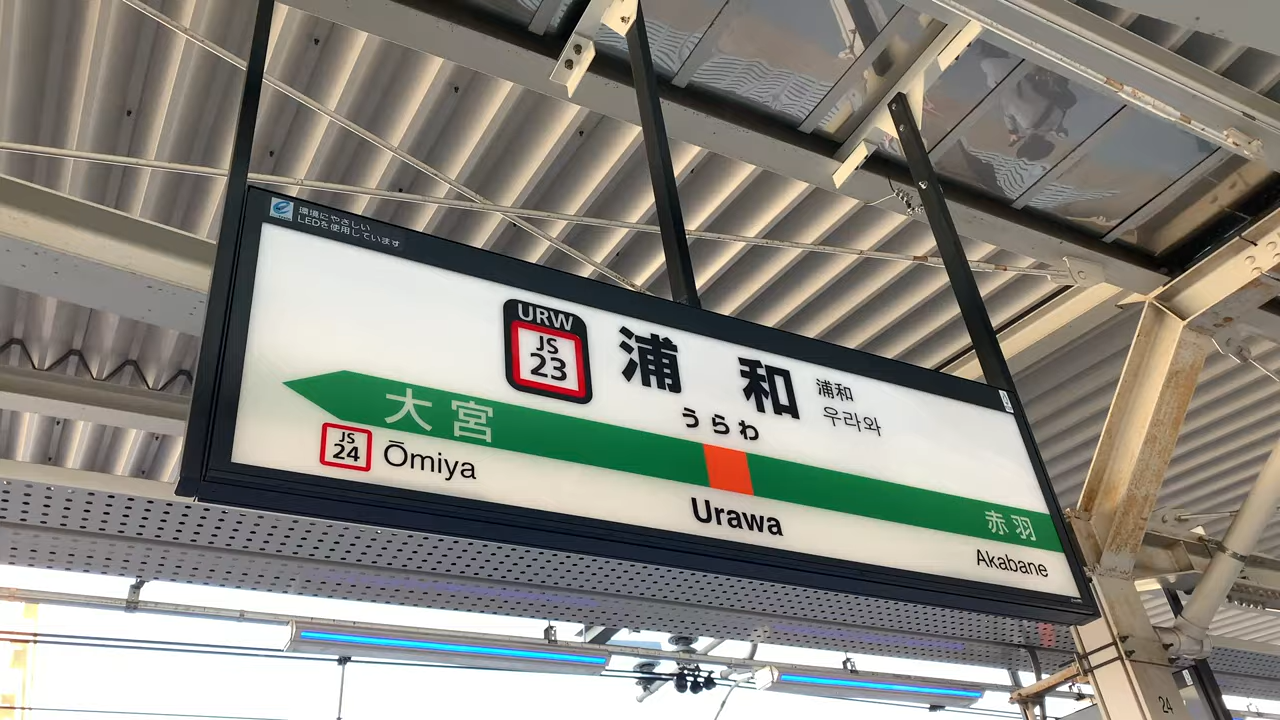 環境にやさしい
LEDを使用しています
URW
JS
23
浦和
うらわ
浦和
우라와
大宮
JS
24
Ōmiya
Urawa
赤羽
Akabane
24